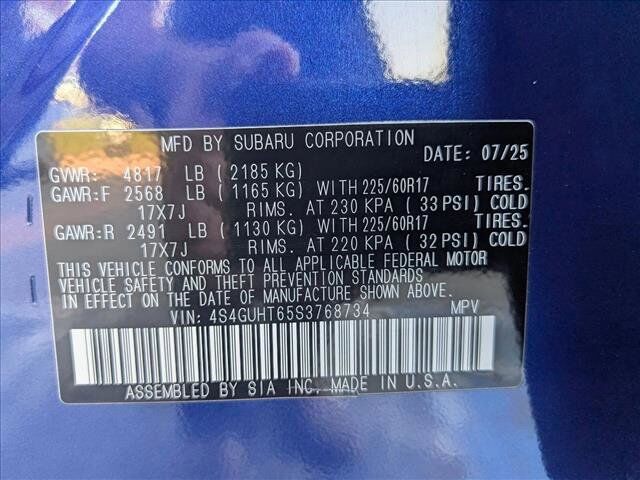 MFD BY SUBARU CORPORATION
DATE: 07/25
GVWR: 4817 LB ( 2185 KG)
GAWR:F 2568 LB ( 1165 KG) WITH 225/60R17 TIRES.
17X7J RIMS. AT 230 KPA ( 33 PSI) COLD
GAWR:R 2491 LB ( 1130 KG) WITH 225/60R17 TIRES.
17X7J RIMS. AT 220 KPA ( 32 PSI) COLD
THIS VEHICLE CONFORMS TO ALL APPLICABLE FEDERAL MOTOR
VEHICLE SAFETY AND THEFT PREVENTION STANDARDS
IN EFFECT ON THE DATE OF MANUFACTURE SHOWN ABOVE.
VIN: 4S4GUHT65S3768734 MPV
ASSEMBLED BY SIA INC. MADE IN U.S.A.